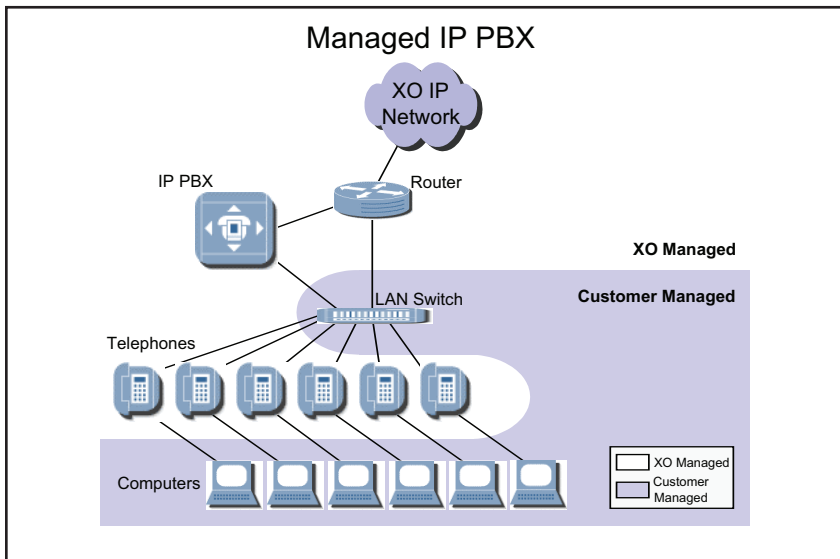 Managed IP PBX
XO IP
Network
IP PBX
Router
XO Managed
LAN Switch
Customer Managed
Telephones
Computers
XO Managed
Customer
Managed